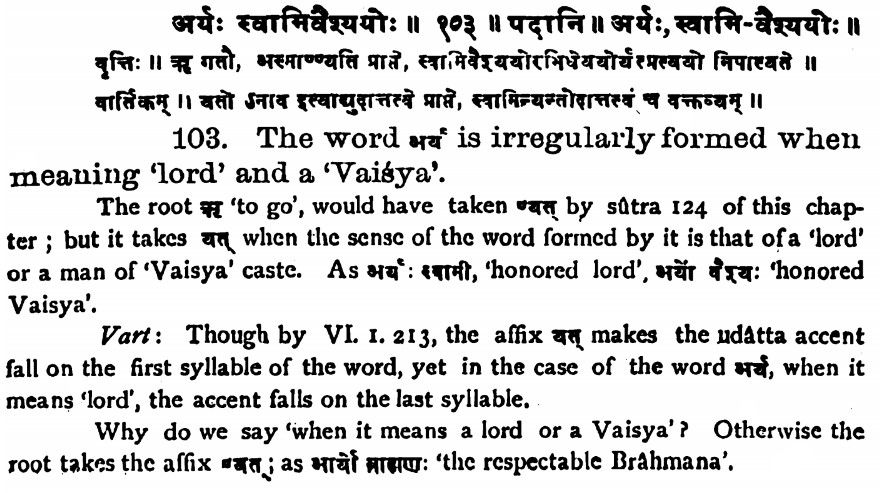 अर्यः स्वामिवैश्ययोः ॥ १०३ ॥ पदानि ॥ अर्यः, स्वामि-वैश्ययोः ॥
वृत्तिः ॥ ऋ गतौ, अस्माण्ण्यति प्राप्ते, स्वामिवैश्ययोरभिधेययोर्यत्प्रत्ययो निपात्यते ॥
वार्तिकम् ॥ यतो ऽनाव इत्याद्युदात्तत्वे प्राप्ते, स्वामिन्यन्तोदात्तत्वं च वक्तव्यम् ॥
103. The word अर्य is irregularly formed when
meaning 'lord' and a 'Vaiśya'.
The root ऋ 'to go', would have taken ण्यत् by sûtra 124 of this chap-
ter; but it takes यत् when the sense of the word formed by it is that of a 'lord'
or a man of 'Vaisya' caste. As अर्यः स्वामी, 'honored lord', अर्यो वैश्यः 'honored
Vaisya'.
Vart: Though by VI. 1. 213, the affix यत् makes the udâtta accent
fall on the first syllable of the word, yet in the case of the word अर्य, when it
means 'lord', the accent falls on the last syllable.
Why do we say 'when it means a lord or a Vaisya'? Otherwise the
root takes the affix ण्यत्; as आर्यो ब्राह्मणः 'the respectable Brâhmana'.